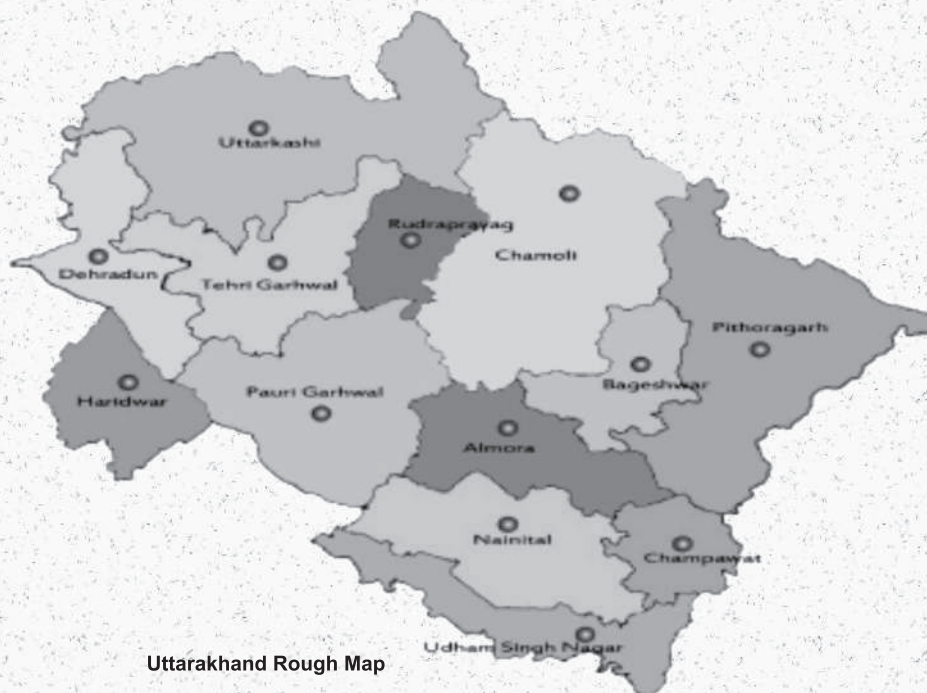 Uttarkashi
Rudraprayag
Chamoli
Dehradun
Tehri Garhwal
Pithoragarh
Bageshwar
Pauri Garhwal
Haridwar
Almora
Nainital
Champawat
Udham Singh Nagar
Uttarakhand Rough Map